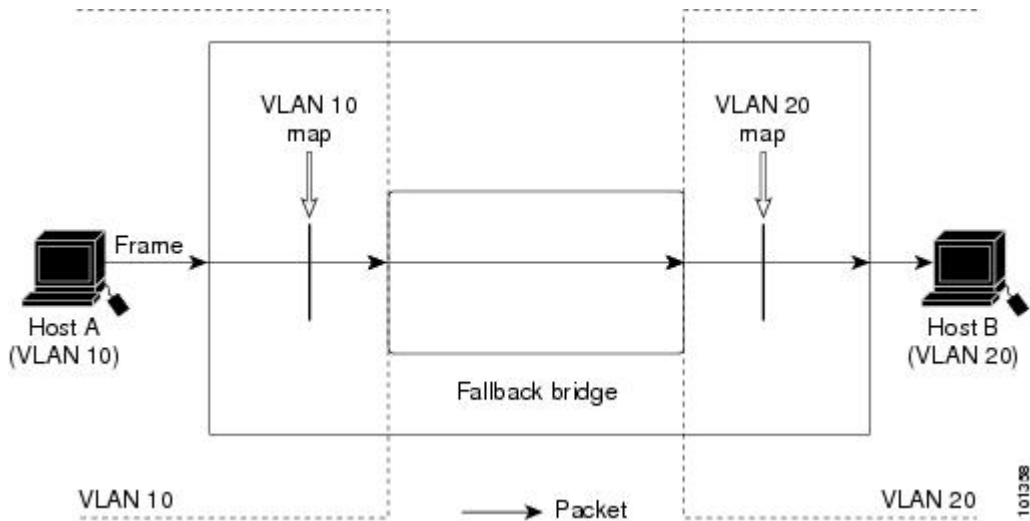 VLAN 10
map
VLAN 20
map
Frame
Host A
(VLAN 10)
Host B
(VLAN 20)
Fallback bridge
VLAN 10
Packet
VLAN 20
101358